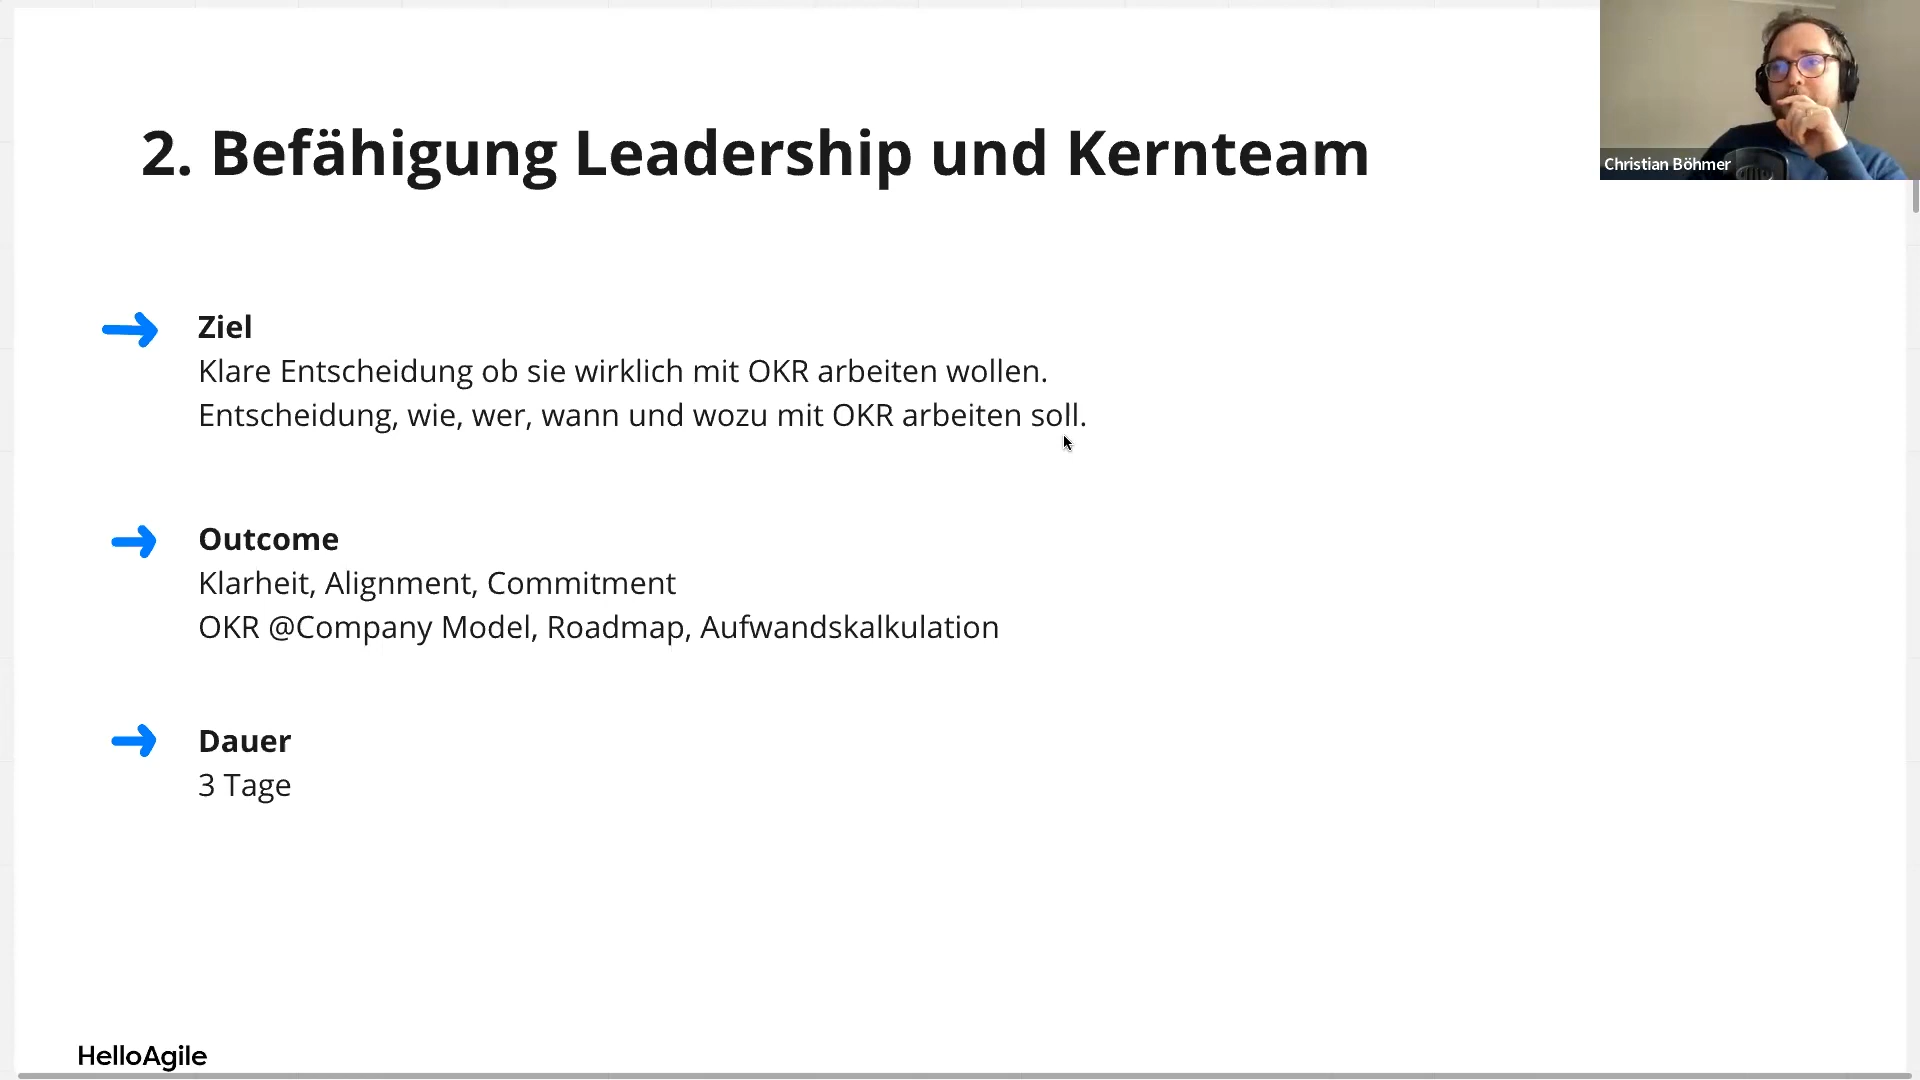 2. Befähigung Leadership und Kernteam
Christian Böhmer
Ziel
Klare Entscheidung ob sie wirklich mit OKR arbeiten wollen.
Entscheidung, wie, wer, wann und wozu mit OKR arbeiten soll.
Outcome
Klarheit, Alignment, Commitment
OKR @Company Model, Roadmap, Aufwandskalkulation
Dauer
3 Tage
HelloAgile